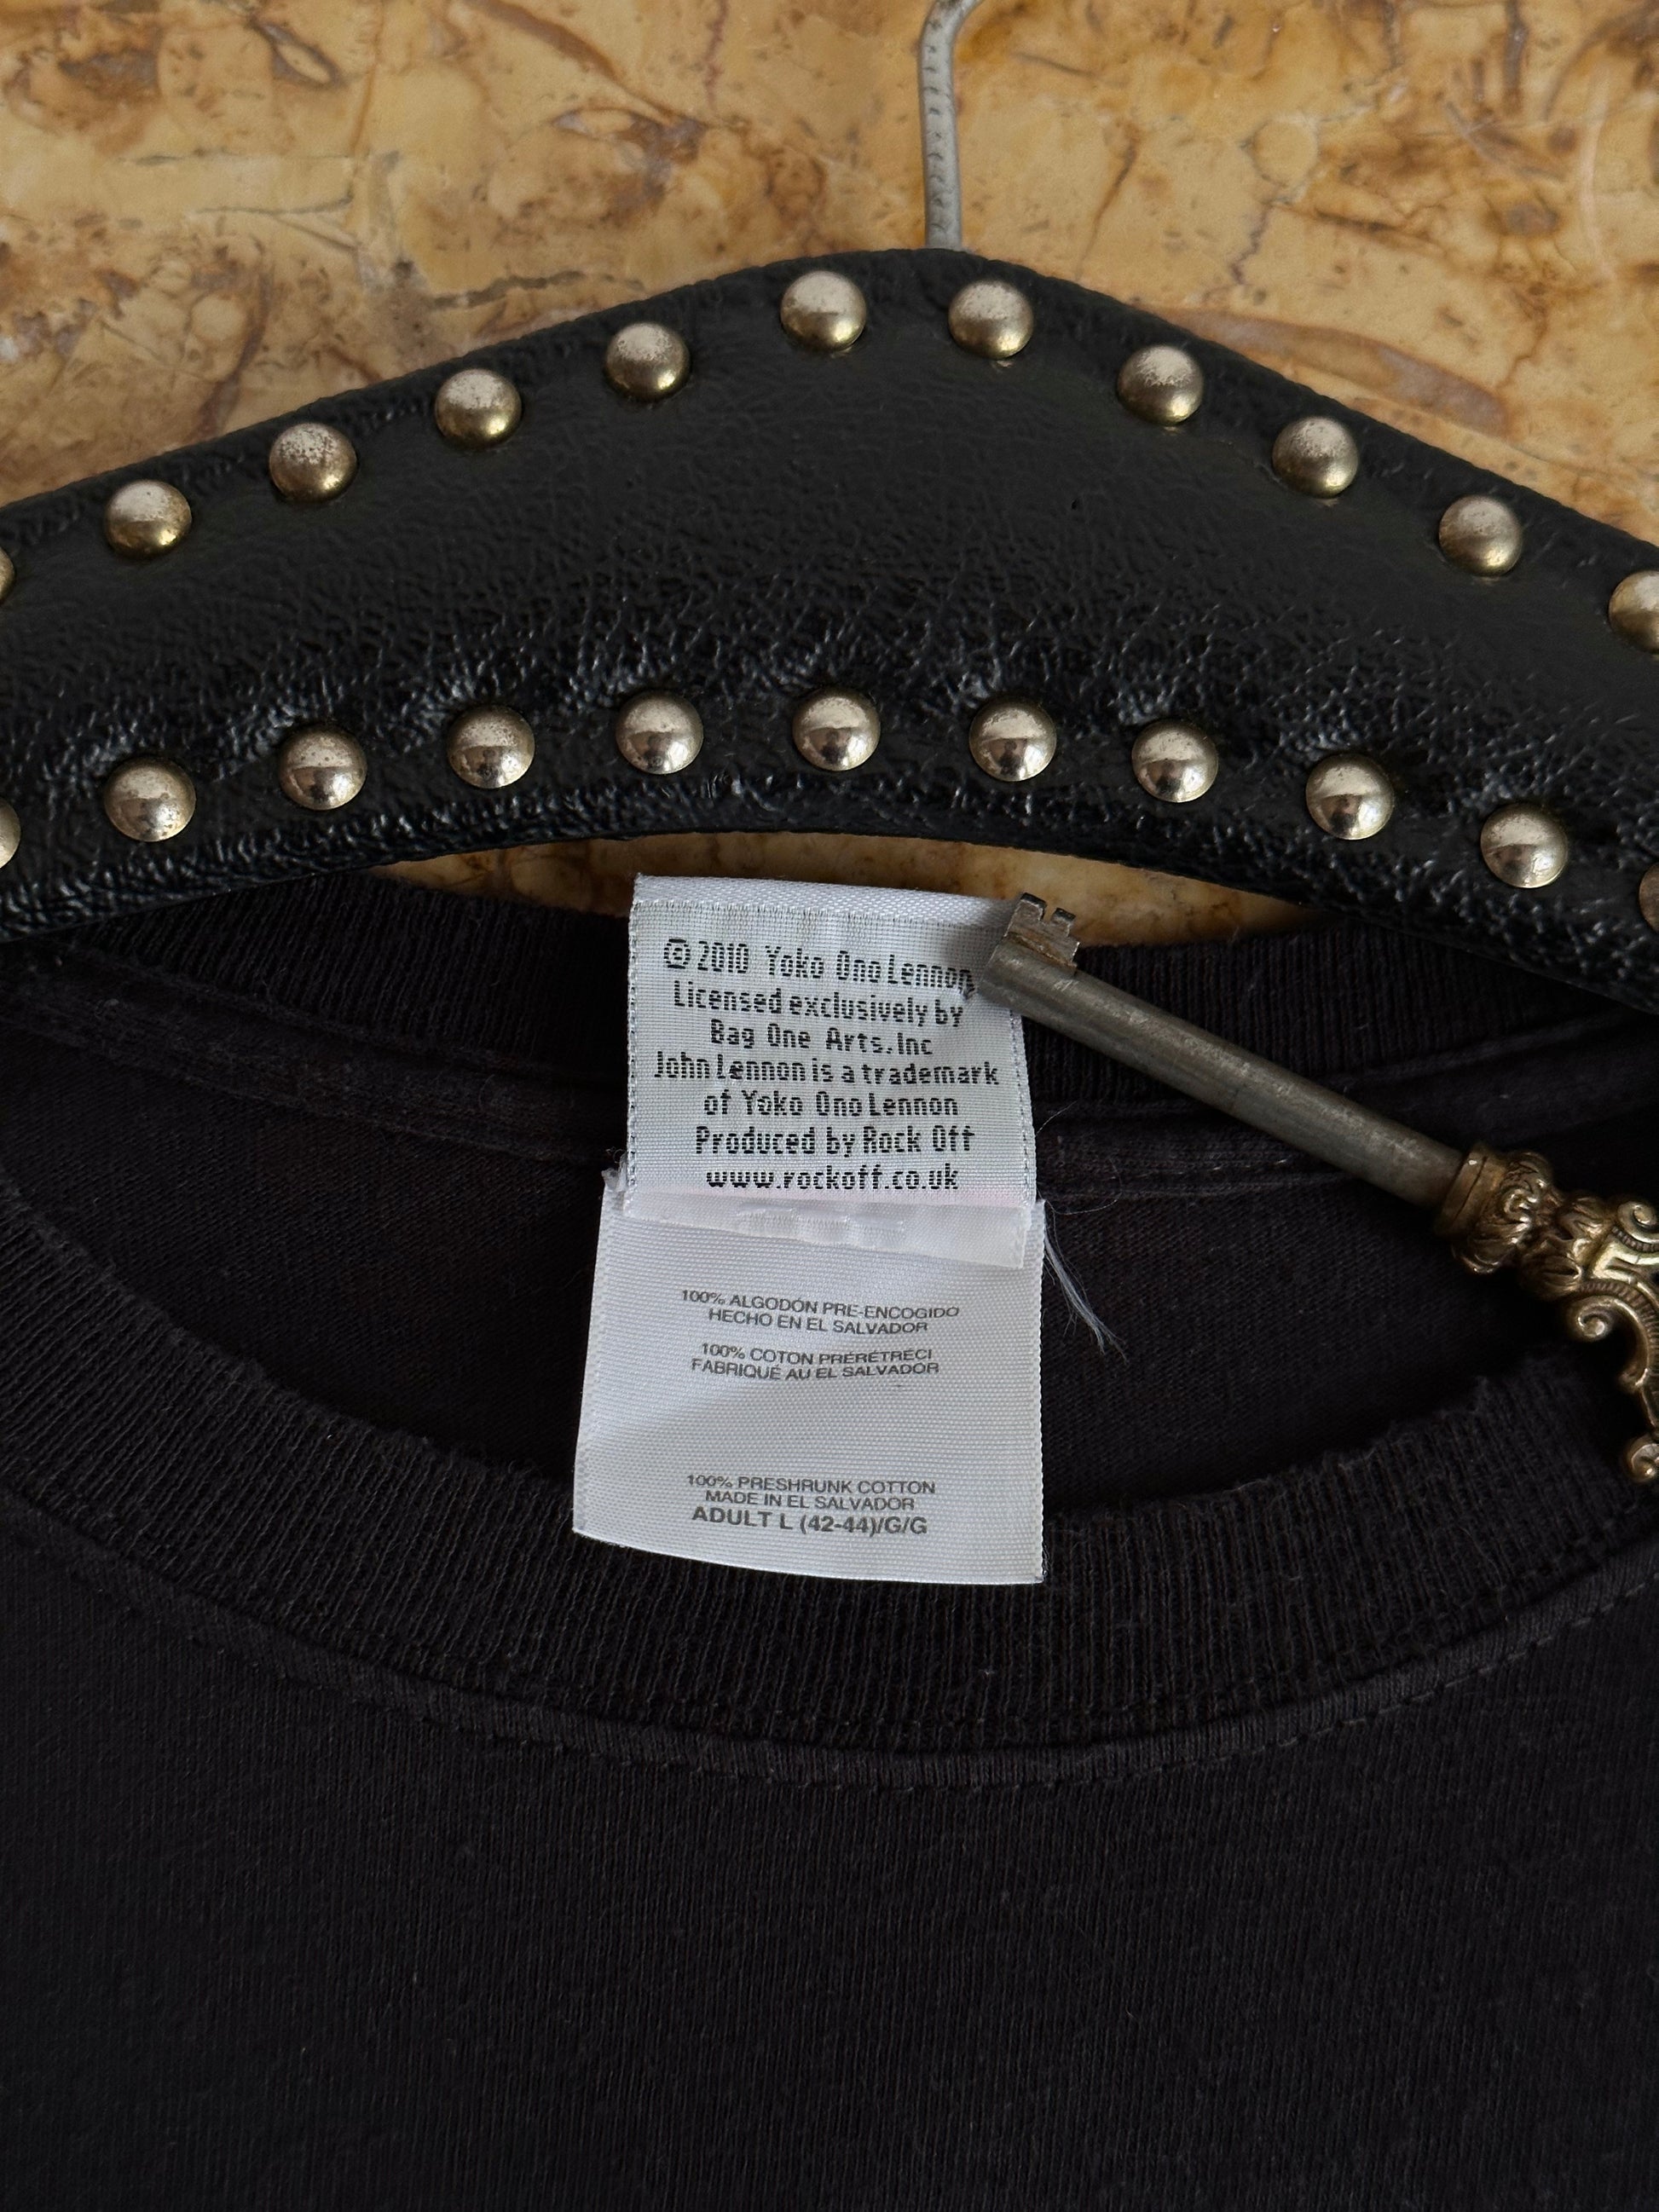 © 2010 Yoko Ono Lennon
Licensed exclusively by
Bag One Arts, Inc
John Lennon is a trademark
of Yoko Ono Lennon
Produced by Rock Off
www.rockoff.co.uk
100% ALGODÓN PRE-ENCOGIDO
HECHO EN EL SALVADOR
100% COTON PRÉRÉTRÉCI
FABRIQUÉ AU EL SALVADOR
100% PRESHRUNK COTTON
MADE IN EL SALVADOR
ADULT L (42-44)/G/G